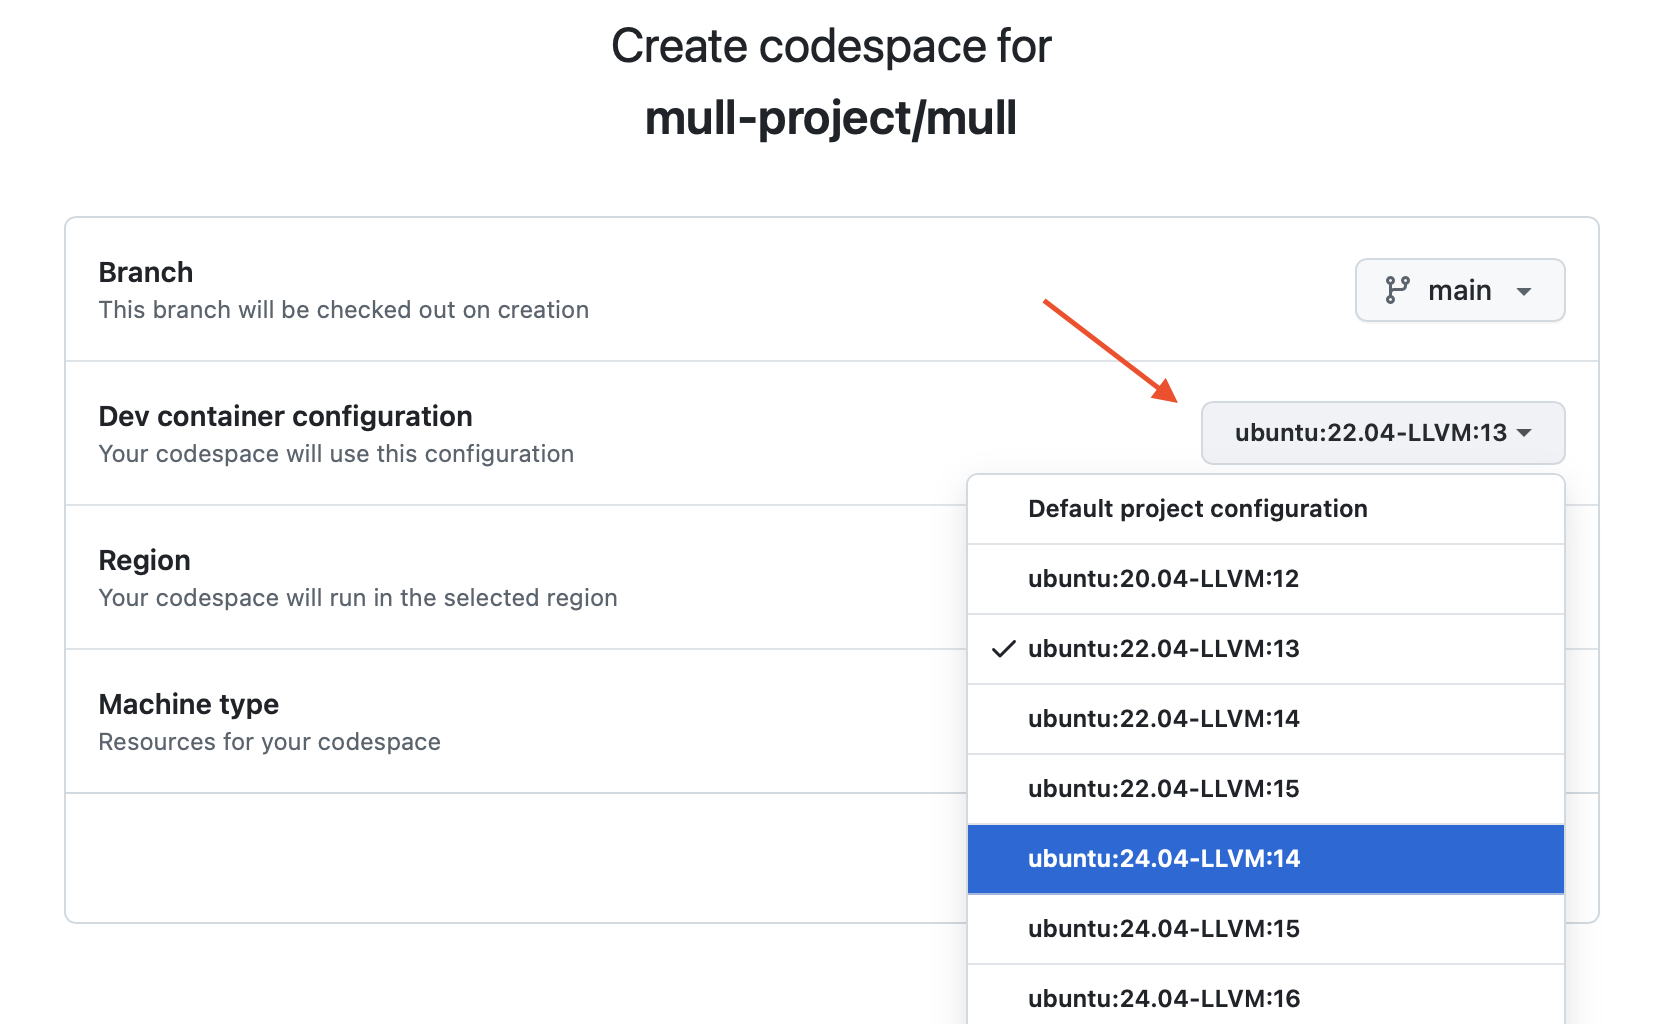 Create codespace for
mull-project/mull
Branch
This branch will be checked out on creation
main
Dev container configuration
Your codespace will use this configuration
ubuntu:22.04-LLVM:13
Default project configuration
ubuntu:20.04-LLVM:12
ubuntu:22.04-LLVM:13
ubuntu:22.04-LLVM:14
ubuntu:22.04-LLVM:15
ubuntu:24.04-LLVM:14
ubuntu:24.04-LLVM:15
ubuntu:24.04-LLVM:16
Region
Your codespace will run in the selected region
Machine type
Resources for your codespace